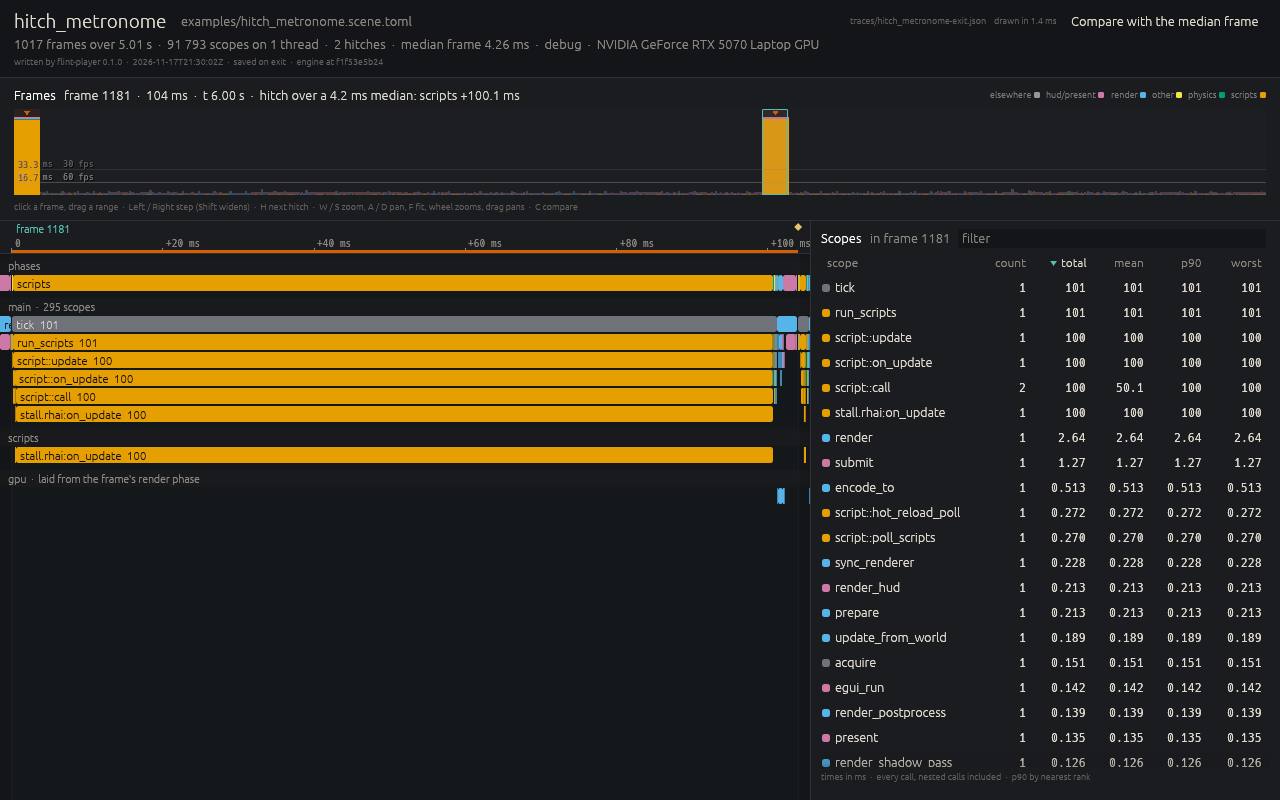 hitch_metronome examples/hitch_metronome.scene.toml traces/hitch_metronome-exit.json drawn in 1.4 ms Compare with the median frame
1017 frames over 5.01 s · 91 793 scopes on 1 thread · 2 hitches · median frame 4.26 ms · debug · NVIDIA GeForce RTX 5070 Laptop GPU
written by flint-player 0.1.0 · 2026-11-17T21:30:02Z · saved on exit · engine at f1f53e5b24
Frames frame 1181 · 104 ms · t 6.00 s · hitch over a 4.2 ms median: scripts +100.1 ms elsewhere hud/present render other physics scripts
33.3 ms 30 fps
16.7 ms 60 fps
click a frame, drag a range · Left / Right step (Shift widens) · H next hitch · W / S zoom, A / D pan, F fit, wheel zooms, drag pans · C compare
frame 1181
0 +20 ms +40 ms +60 ms +80 ms +100 ms
phases
scripts
main · 295 scopes
tick 101
run_scripts 101
script::update 100
script::on_update 100
script::call 100
stall.rhai:on_update 100
scripts
stall.rhai:on_update 100
gpu · laid from the frame's render phase
Scopes in frame 1181 filter
scope count total mean p90 worst
tick 1 101 101 101 101
run_scripts 1 101 101 101 101
script::update 1 100 100 100 100
script::on_update 1 100 100 100 100
script::call 2 100 50.1 100 100
stall.rhai:on_update 1 100 100 100 100
render 1 2.64 2.64 2.64 2.64
submit 1 1.27 1.27 1.27 1.27
encode_to 1 0.513 0.513 0.513 0.513
script::hot_reload_poll 1 0.272 0.272 0.272 0.272
script::poll_scripts 1 0.270 0.270 0.270 0.270
sync_renderer 1 0.228 0.228 0.228 0.228
render_hud 1 0.213 0.213 0.213 0.213
prepare 1 0.213 0.213 0.213 0.213
update_from_world 1 0.189 0.189 0.189 0.189
acquire 1 0.151 0.151 0.151 0.151
egui_run 1 0.142 0.142 0.142 0.142
render_postprocess 1 0.139 0.139 0.139 0.139
present 1 0.135 0.135 0.135 0.135
render_shadow_pass 1 0.126 0.126 0.126 0.126
times in ms · every call, nested calls included · p90 by nearest rank